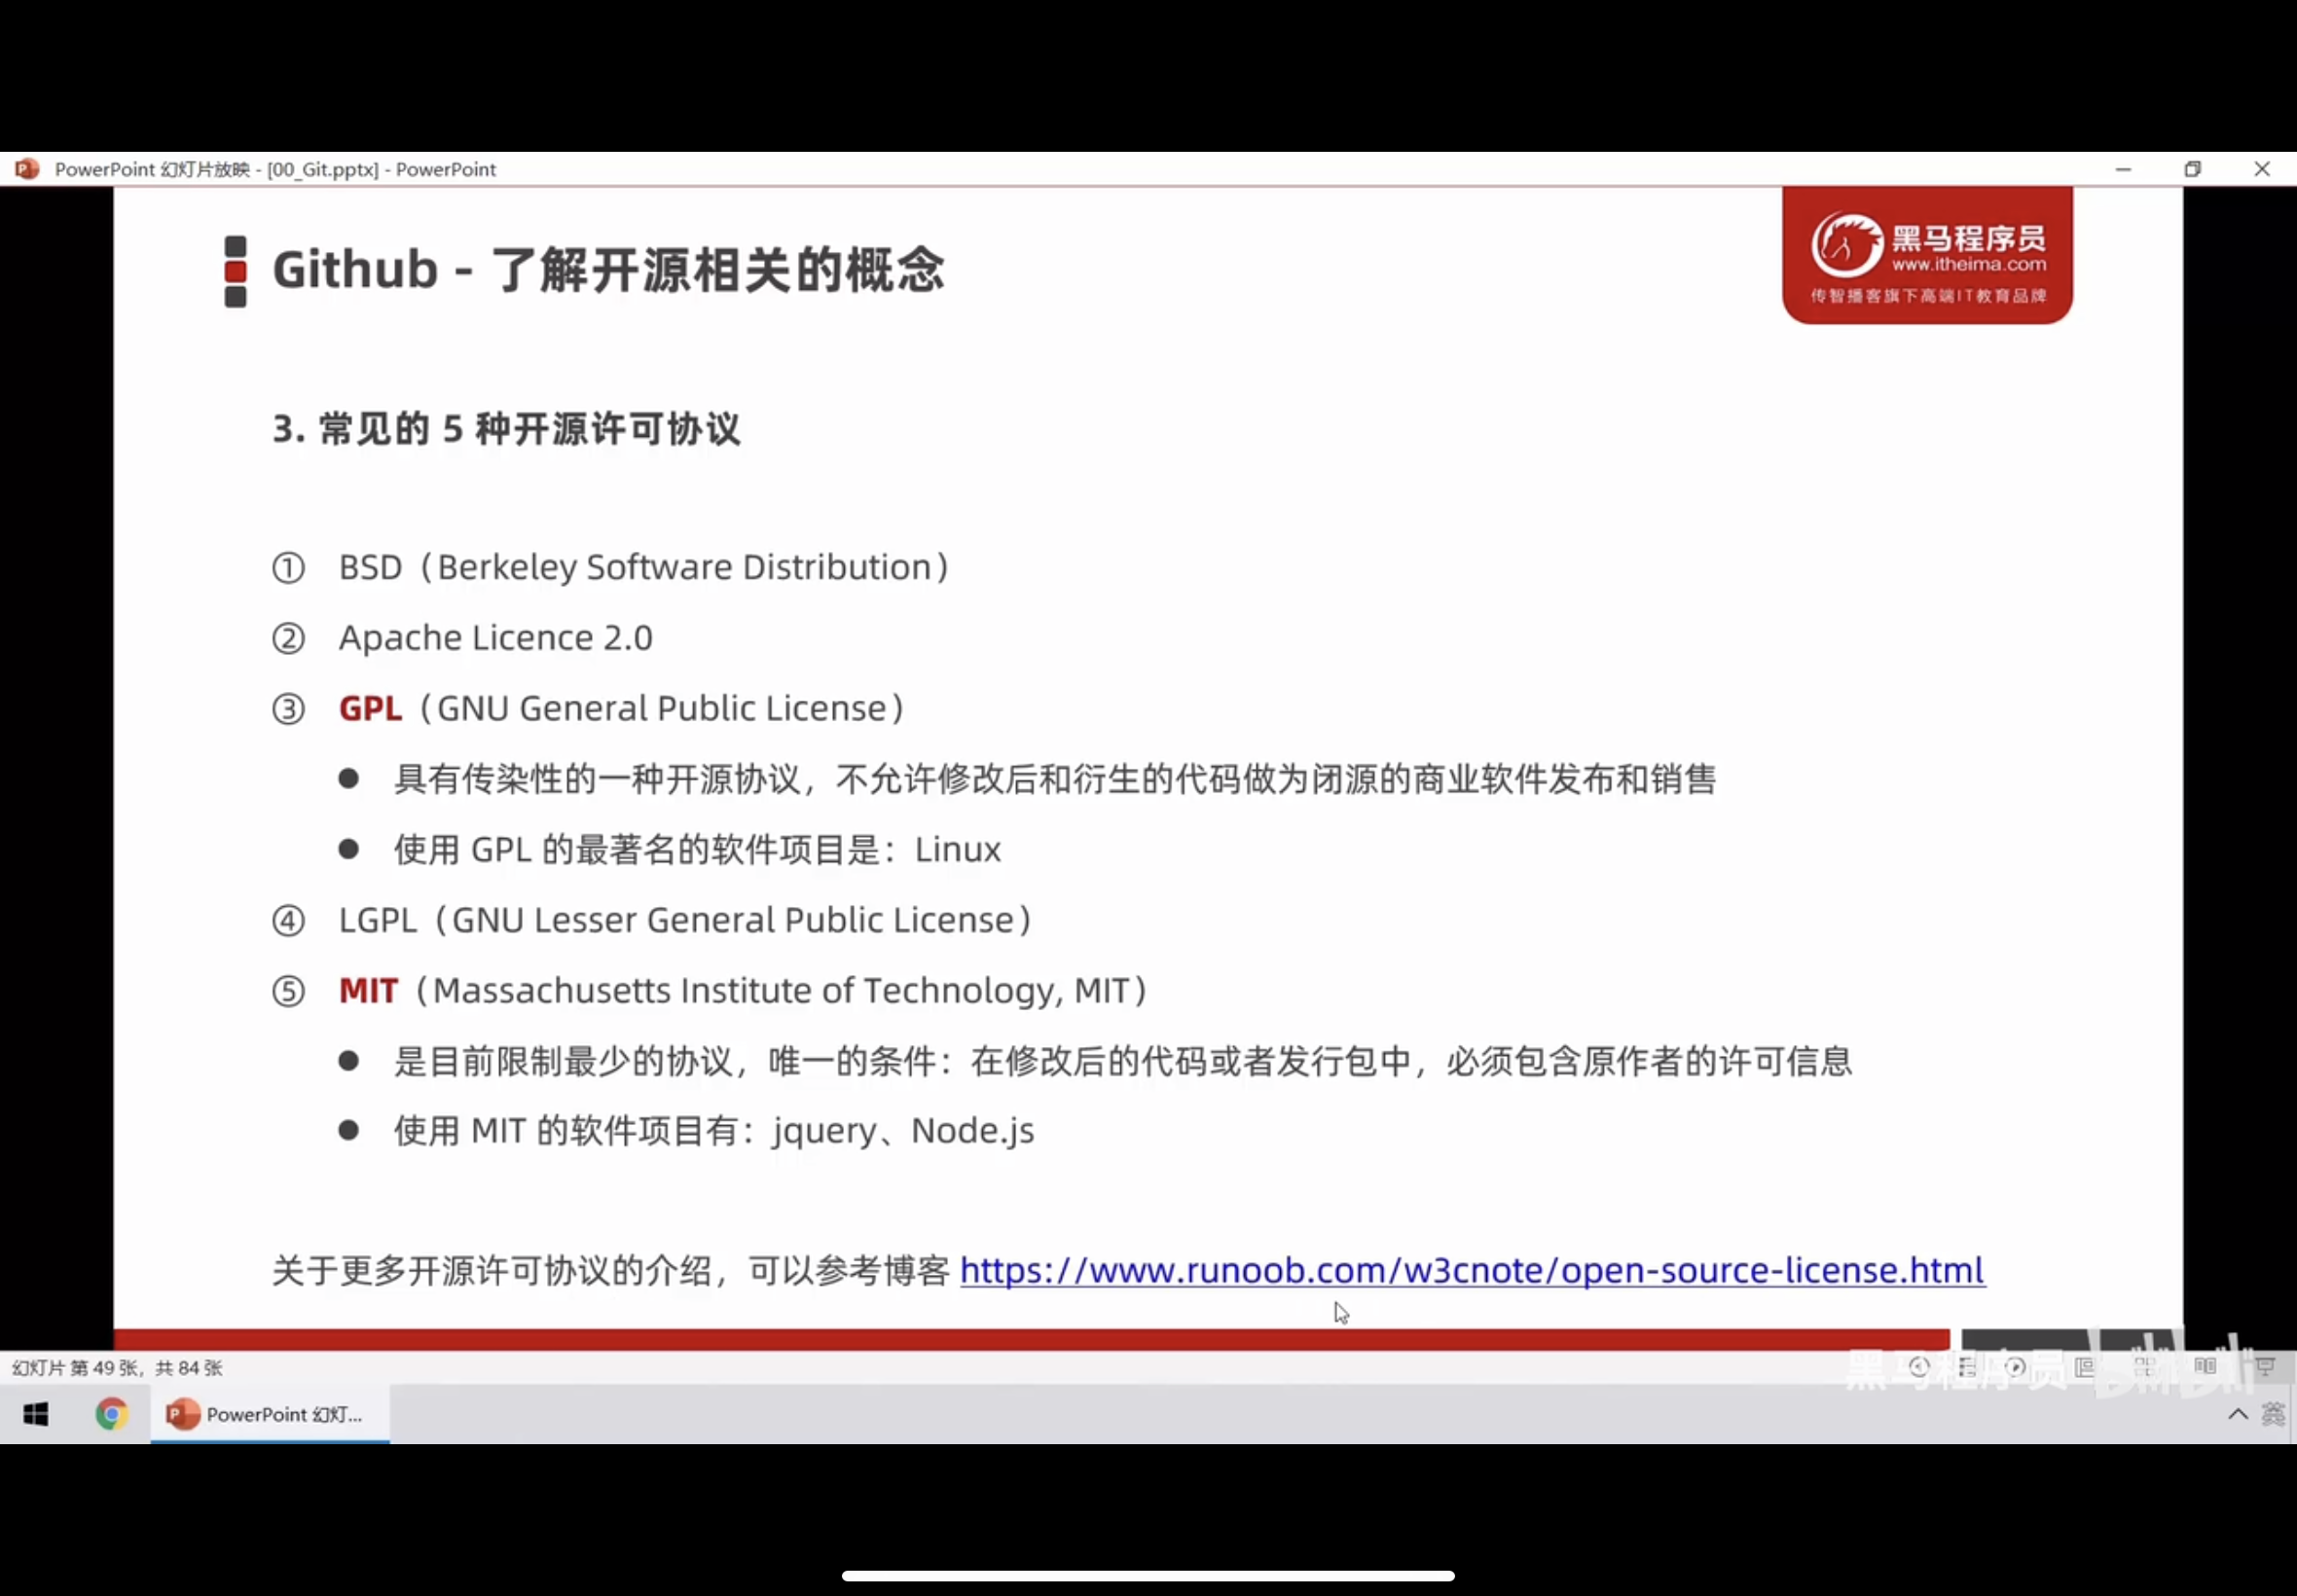 PowerPoint 幻灯片放映 - [00_Git.pptx] - PowerPoint
Github - 了解开源相关的概念
黑马程序员
www.itheima.com
传智播客旗下高端IT教育品牌
3. 常见的 5 种开源许可协议
① BSD（Berkeley Software Distribution）
② Apache Licence 2.0
③ GPL（GNU General Public License）
● 具有传染性的一种开源协议，不允许修改后和衍生的代码做为闭源的商业软件发布和销售
● 使用 GPL 的最著名的软件项目是：Linux
④ LGPL（GNU Lesser General Public License）
⑤ MIT（Massachusetts Institute of Technology, MIT）
● 是目前限制最少的协议，唯一的条件：在修改后的代码或者发行包中，必须包含原作者的许可信息
● 使用 MIT 的软件项目有：jquery、Node.js
关于更多开源许可协议的介绍，可以参考博客 https://www.runoob.com/w3cnote/open-source-license.html
幻灯片 第 49 张，共 84 张
黑马程序员 bilibili
PowerPoint 幻灯...
英